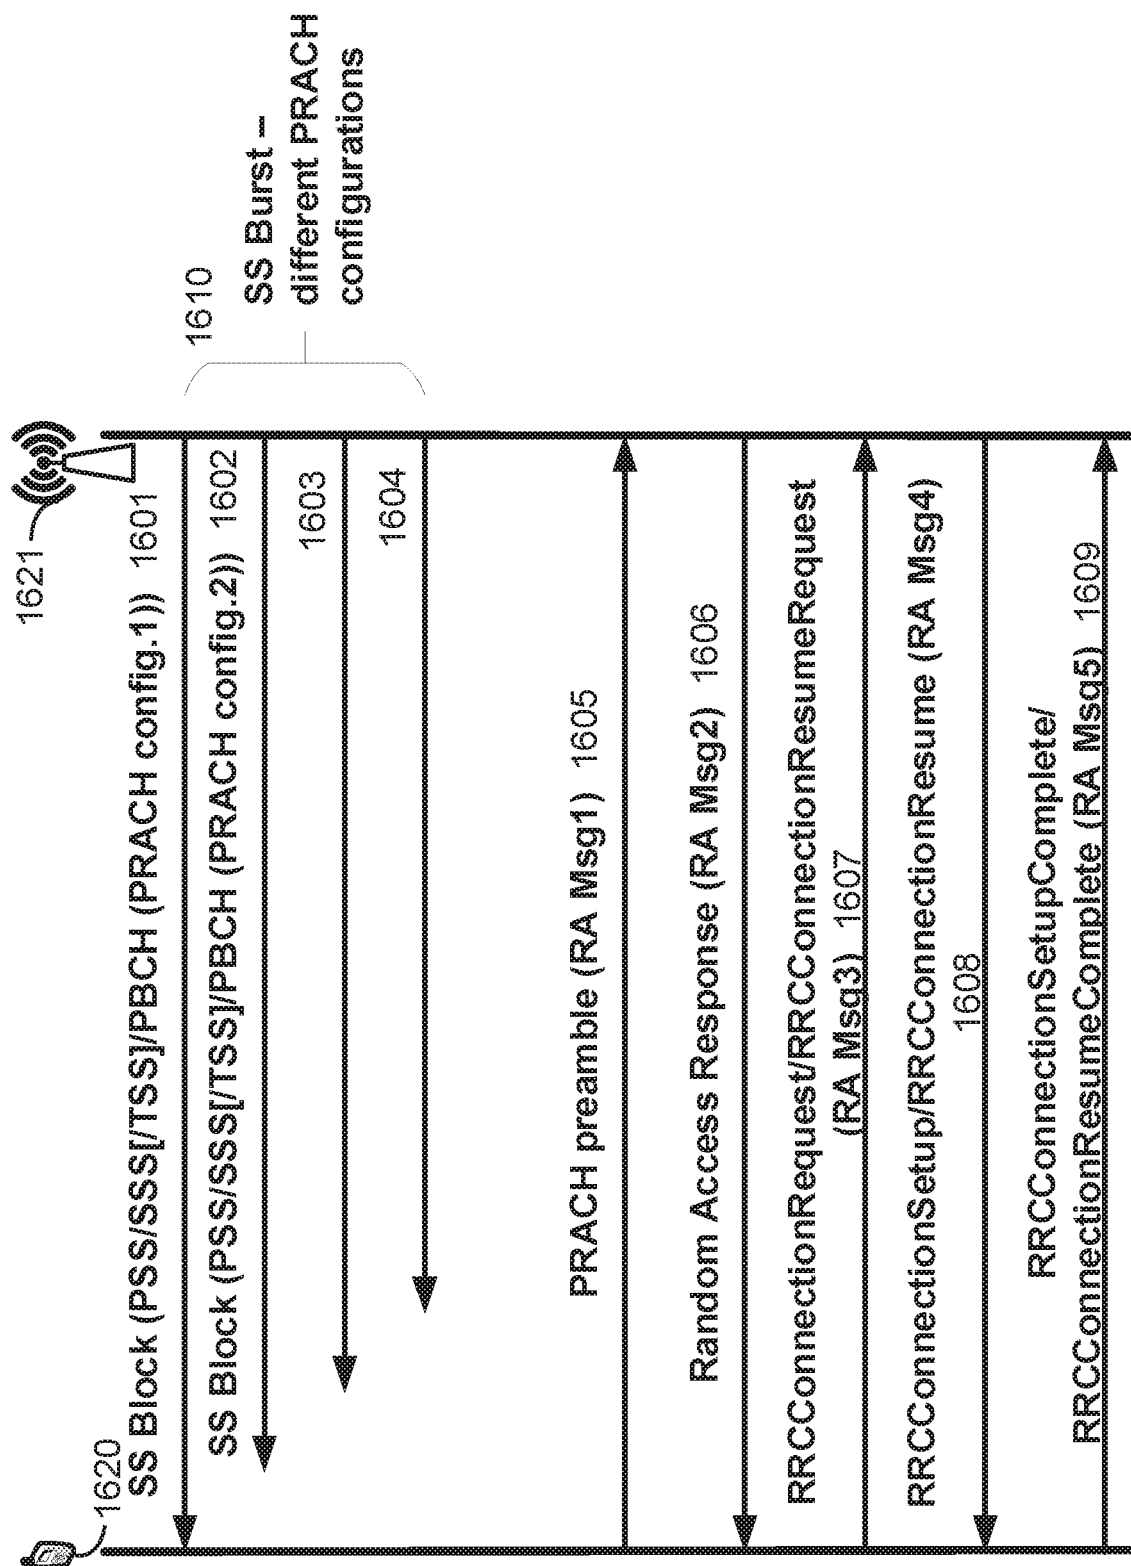 1620
1621
SS Block (PSS/SSS[/TSS]/PBCH (PRACH config.1)) 1601
1610
SS Block (PSS/SSS[/TSS]/PBCH (PRACH config.2)) 1602
SS Burst –
different PRACH
configurations
1603
1604
PRACH preamble (RA Msg1) 1605
Random Access Response (RA Msg2) 1606
RRCConnectionRequest/RRCConnectionResumeRequest
(RA Msg3) 1607
RRCConnectionSetup/RRCConnectionResume (RA Msg4)
1608
RRCConnectionSetupComplete/
RRCConnectionResumeComplete (RA Msg5) 1609